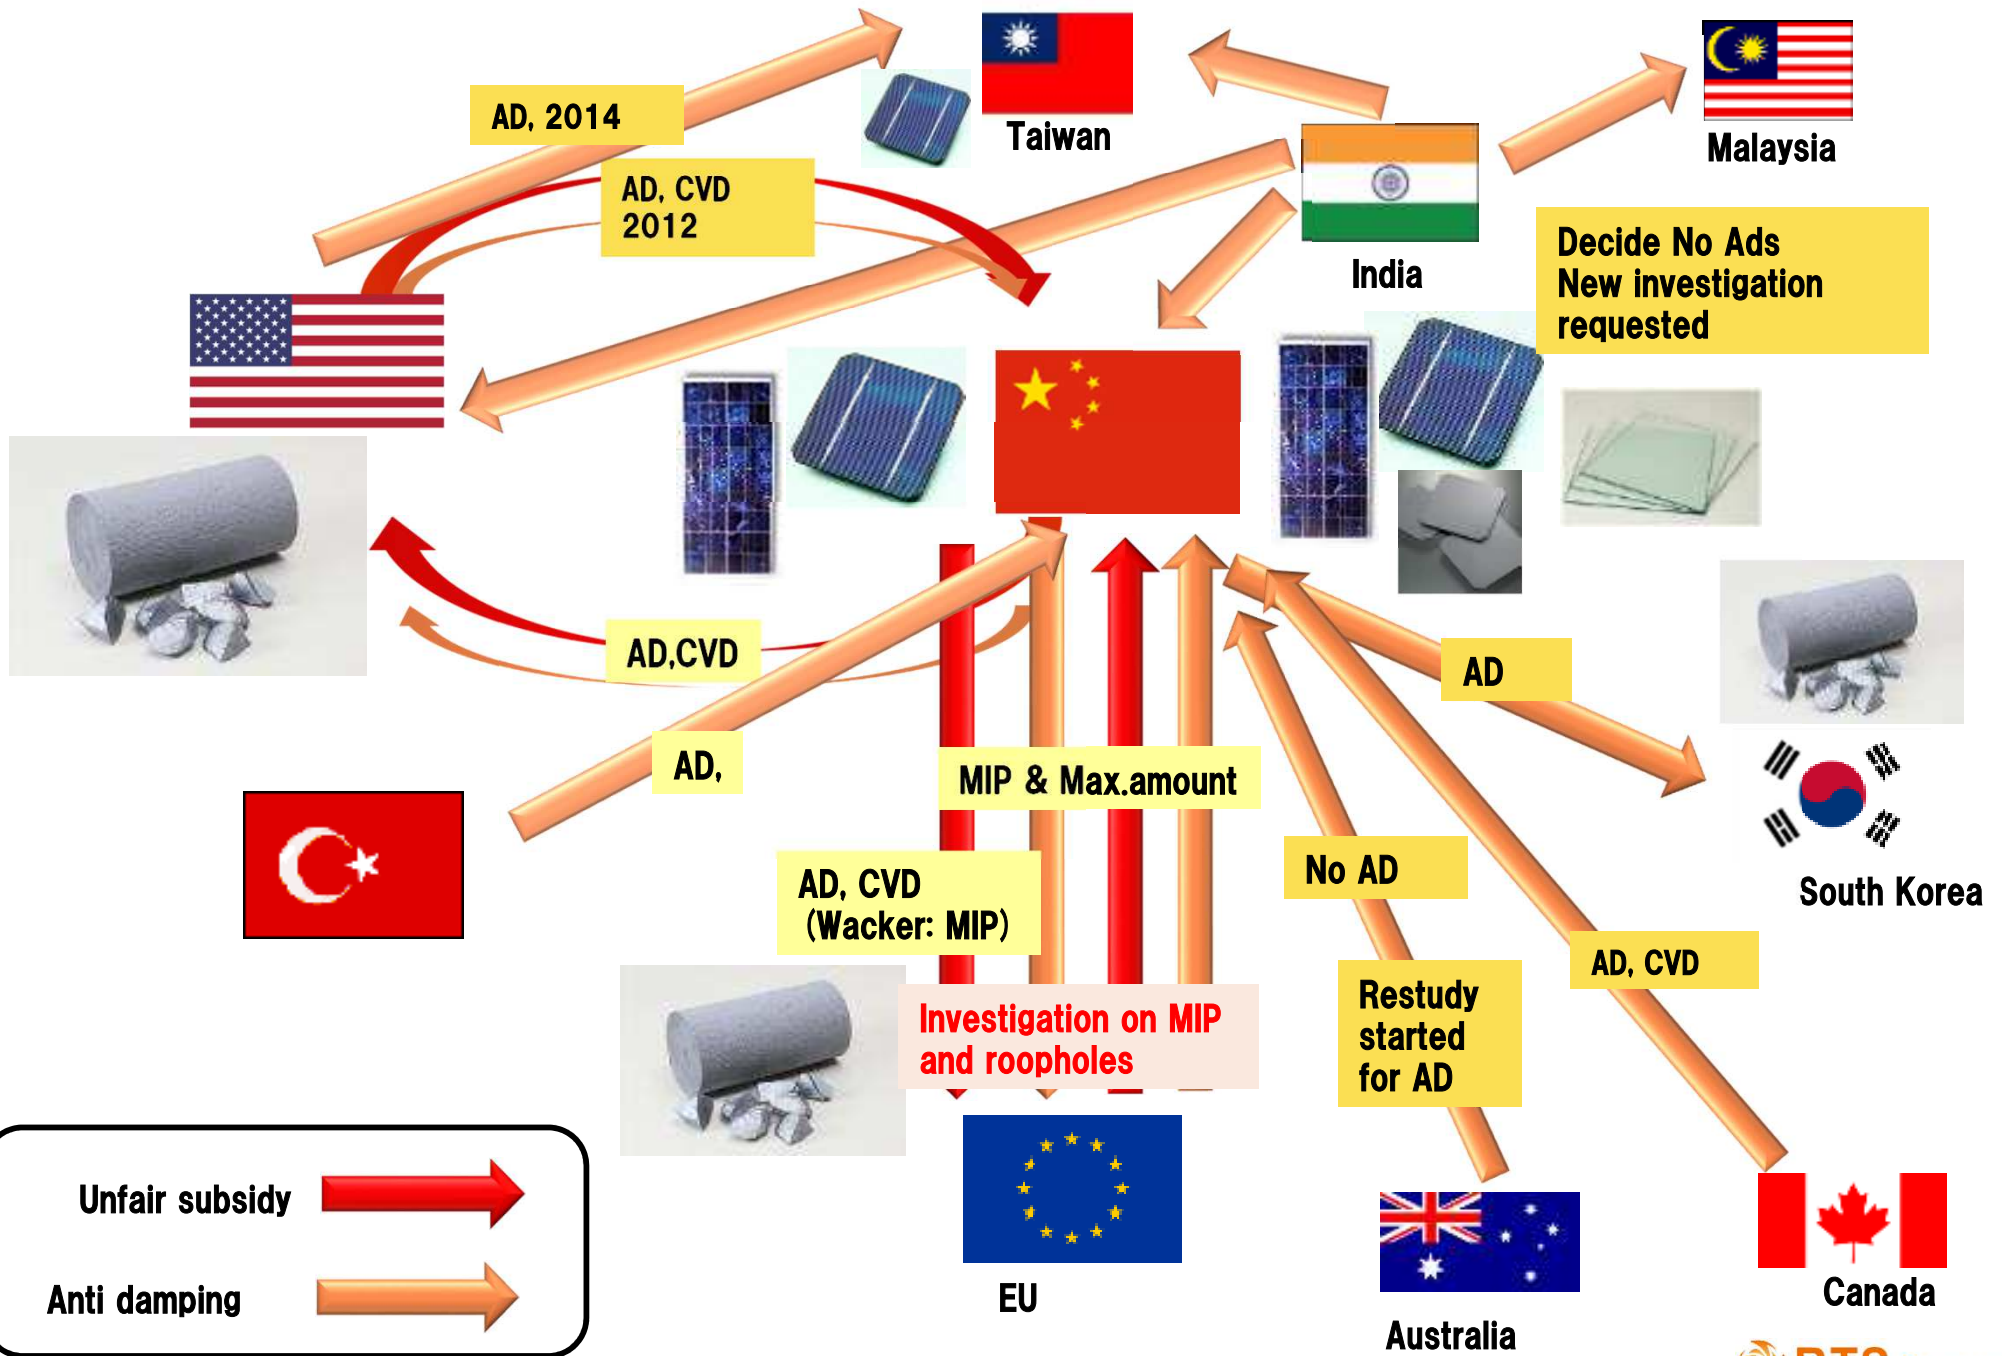 AD, 2014
Taiwan
Malaysia
AD, CVD
2012
India
Decide No Ads
New investigation
requested
AD,CVD
AD
AD,
MIP & Max.amount
No AD
AD, CVD
(Wacker: MIP)
South Korea
AD, CVD
Restudy
started
for AD
Investigation on MIP
and roopholes
Unfair subsidy
Anti damping
EU
Australia
Canada